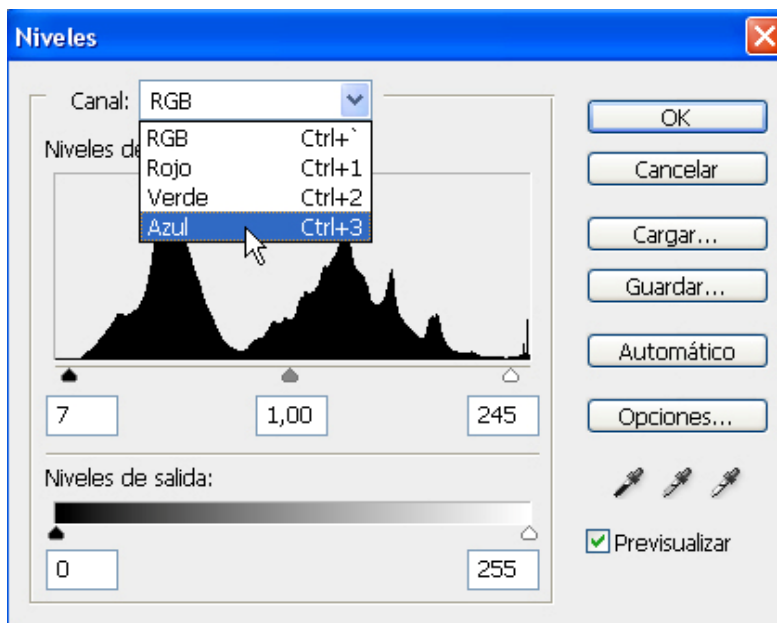 Niveles
Canal: RGB
RGB Ctrl+`
Rojo Ctrl+1
Verde Ctrl+2
Azul Ctrl+3
Niveles de
7 1,00 245
Niveles de salida:
0 255
OK
Cancelar
Cargar...
Guardar...
Automático
Opciones...
Previsualizar